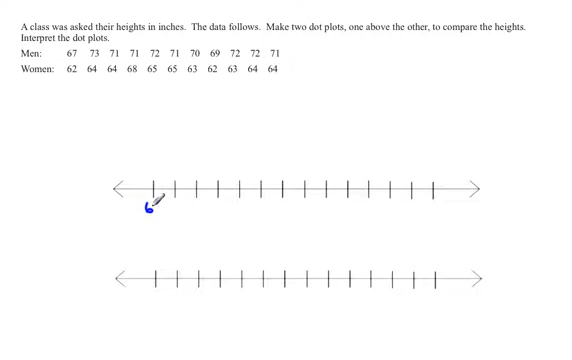 A class was asked their heights in inches. The data follows. Make two dot plots, one above the other, to compare the heights.
Interpret the dot plots.
Men: 67 73 71 71 72 71 70 69 72 72 71
Women: 62 64 64 68 65 65 63 62 63 64 64
6